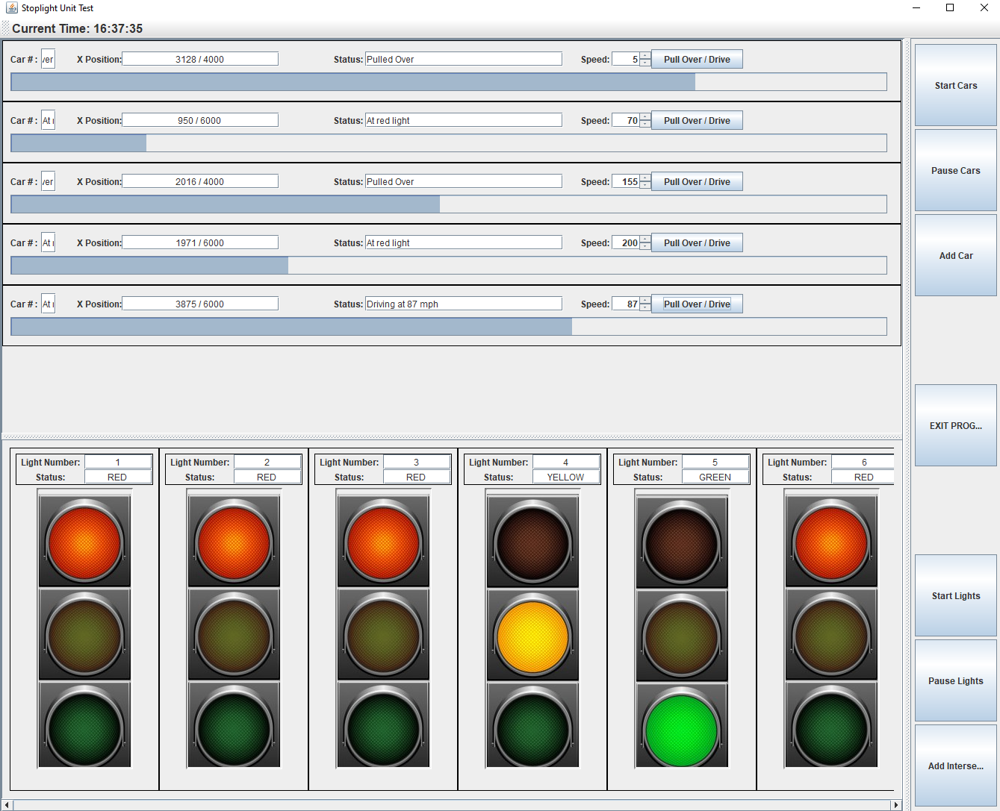 Stoplight Unit Test
Current Time: 16:37:35
Car # : ver X Position: 3128 / 4000 Status: Pulled Over Speed: 5 Pull Over / Drive
Car # : At X Position: 950 / 6000 Status: At red light Speed: 70 Pull Over / Drive
Car # : ver X Position: 2016 / 4000 Status: Pulled Over Speed: 155 Pull Over / Drive
Car # : At X Position: 1971 / 6000 Status: At red light Speed: 200 Pull Over / Drive
Car # : At X Position: 3875 / 6000 Status: Driving at 87 mph Speed: 87 Pull Over / Drive
Start Cars
Pause Cars
Add Car
EXIT PROG...
Start Lights
Pause Lights
Add Interse...
Light Number: 1
Status: RED
Light Number: 2
Status: RED
Light Number: 3
Status: RED
Light Number: 4
Status: YELLOW
Light Number: 5
Status: GREEN
Light Number: 6
Status: RED